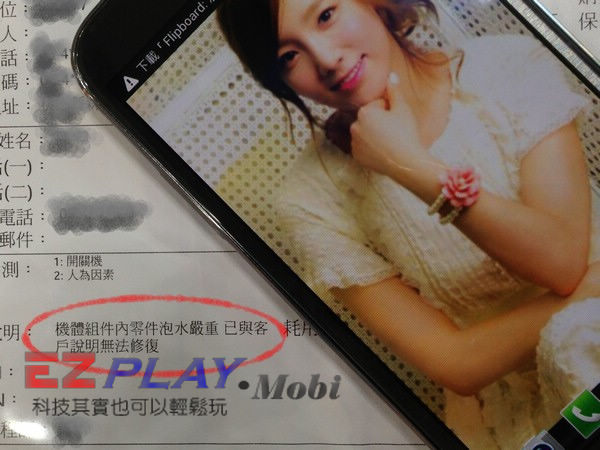 購
保
位：
人：
話：
碼：
址：
姓名：
(一)：
(二)：
電話：
郵件：
測： 1: 開關機
2: 人為因素
明： 機體組件內零件泡水嚴重 已與客 耗
戶說明無法修復
下載「Flipboard:
EZ PLAY.Mobi
科技其實也可以輕鬆玩